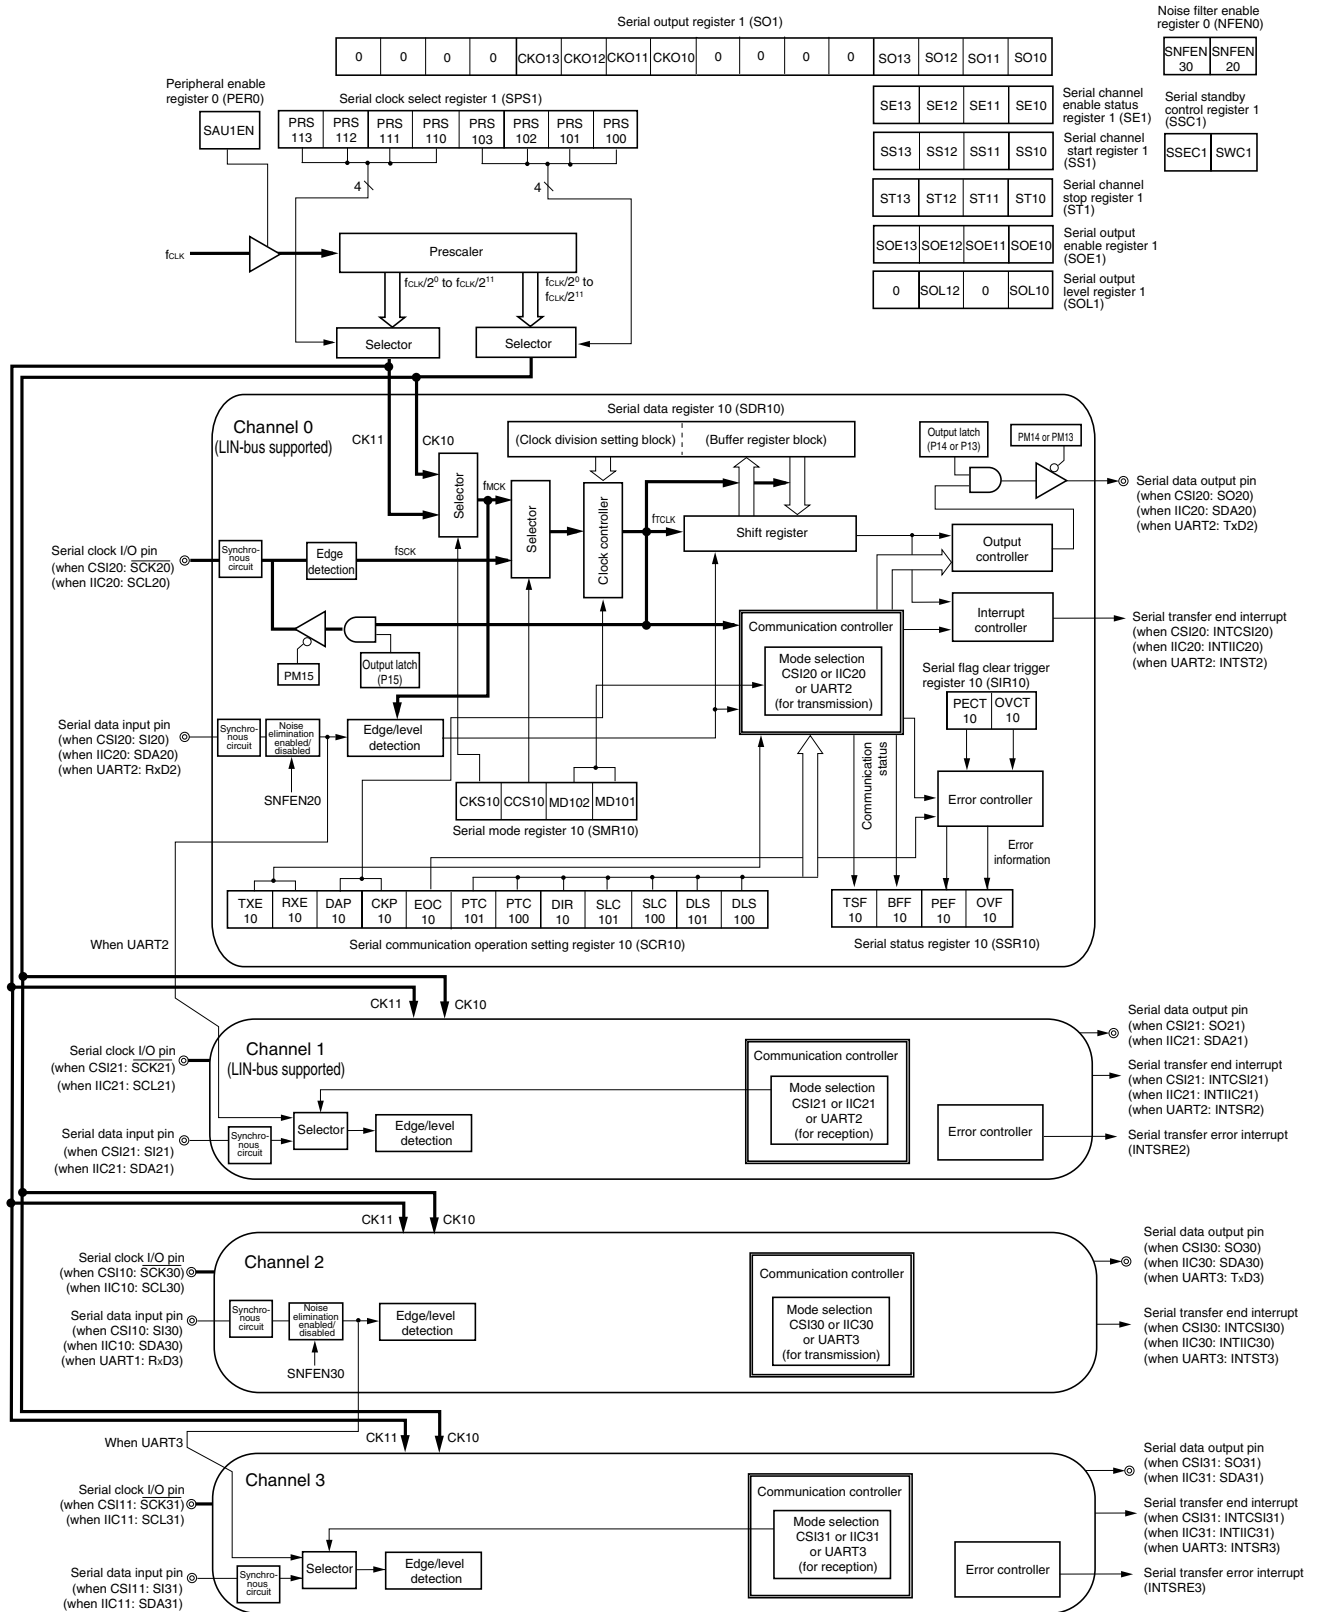 Serial output register 1 (SO1)
0 0 0 0 CKO13 CKO12 CKO11 CKO10 0 0 0 0 SO13 SO12 SO11 SO10
Noise filter enable
register 0 (NFEN0)
SNFEN 30 SNFEN 20
Peripheral enable
register 0 (PER0)
SAU1EN
Serial clock select register 1 (SPS1)
PRS 113 PRS 112 PRS 111 PRS 110 PRS 103 PRS 102 PRS 101 PRS 100
4
4
SE13 SE12 SE11 SE10
Serial channel
enable status
register 1 (SE1)
Serial standby
control register 1
(SSC1)
SSEC1 SWC1
SS13 SS12 SS11 SS10
Serial channel
start register 1
(SS1)
ST13 ST12 ST11 ST10
Serial channel
stop register 1
(ST1)
SOE13 SOE12 SOE11 SOE10
Serial output
enable register 1
(SOE1)
0 SOL12 0 SOL10
Serial output
level register 1
(SOL1)
fCLK
Prescaler
fCLK/2⁰ to fCLK/2¹¹
fCLK/2⁰ to
fCLK/2¹¹
Selector
Selector
Channel 0
(LIN-bus supported)
CK11
CK10
Serial data register 10 (SDR10)
(Clock division setting block)
(Buffer register block)
Output latch
(P14 or P13)
PM14 or PM13
Selector
fMCK
Selector
Clock controller
fTCLK
Shift register
Output
controller
Serial data output pin
(when CSI20: SO20)
(when IIC20: SDA20)
(when UART2: TxD2)
Serial clock I/O pin
(when CSI20: SCK20)
(when IIC20: SCL20)
Synchro-
nous
circuit
Edge
detection
fSCK
PM15
Output latch
(P15)
Communication controller
Mode selection
CSI20 or IIC20
or UART2
(for transmission)
Interrupt
controller
Serial transfer end interrupt
(when CSI20: INTCSI20)
(when IIC20: INTIIC20)
(when UART2: INTST2)
Serial flag clear trigger
register 10 (SIR10)
PECT 10 OVCT 10
Serial data input pin
(when CSI20: SI20)
(when IIC20: SDA20)
(when UART2: RxD2)
Synchro-
nous
circuit
Noise
elimination
enabled/
disabled
Edge/level
detection
SNFEN20
CKS10 CCS10 MD102 MD101
Serial mode register 10 (SMR10)
Communication
status
Error controller
Error
information
TXE 10 RXE 10 DAP 10 CKP 10 EOC 10 PTC 101 PTC 100 DIR 10 SLC 101 SLC 100 DLS 101 DLS 100
Serial communication operation setting register 10 (SCR10)
TSF 10 BFF 10 PEF 10 OVF 10
Serial status register 10 (SSR10)
When UART2
CK11
CK10
Channel 1
(LIN-bus supported)
Serial clock I/O pin
(when CSI21: SCK21)
(when IIC21: SCL21)
Serial data input pin
(when CSI21: SI21)
(when IIC21: SDA21)
Synchro-
nous
circuit
Selector
Edge/level
detection
Communication controller
Mode selection
CSI21 or IIC21
or UART2
(for reception)
Error controller
Serial data output pin
(when CSI21: SO21)
(when IIC21: SDA21)
Serial transfer end interrupt
(when CSI21: INTCSI21)
(when IIC21: INTIIC21)
(when UART2: INTSR2)
Serial transfer error interrupt
(INTSRE2)
CK11
CK10
Channel 2
Serial clock I/O pin
(when CSI10: SCK30)
(when IIC10: SCL30)
Serial data input pin
(when CSI10: SI30)
(when IIC10: SDA30)
(when UART1: RxD3)
Synchro-
nous
circuit
Noise
elimination
enabled/
disabled
Edge/level
detection
SNFEN30
Communication controller
Mode selection
CSI30 or IIC30
or UART3
(for transmission)
Serial data output pin
(when CSI30: SO30)
(when IIC30: SDA30)
(when UART3: TxD3)
Serial transfer end interrupt
(when CSI30: INTCSI30)
(when IIC30: INTIIC30)
(when UART3: INTST3)
When UART3
CK11
CK10
Channel 3
Serial clock I/O pin
(when CSI11: SCK31)
(when IIC11: SCL31)
Serial data input pin
(when CSI11: SI31)
(when IIC11: SDA31)
Synchro-
nous
circuit
Selector
Edge/level
detection
Communication controller
Mode selection
CSI31 or IIC31
or UART3
(for reception)
Error controller
Serial data output pin
(when CSI31: SO31)
(when IIC31: SDA31)
Serial transfer end interrupt
(when CSI31: INTCSI31)
(when IIC31: INTIIC31)
(when UART3: INTSR3)
Serial transfer error interrupt
(INTSRE3)